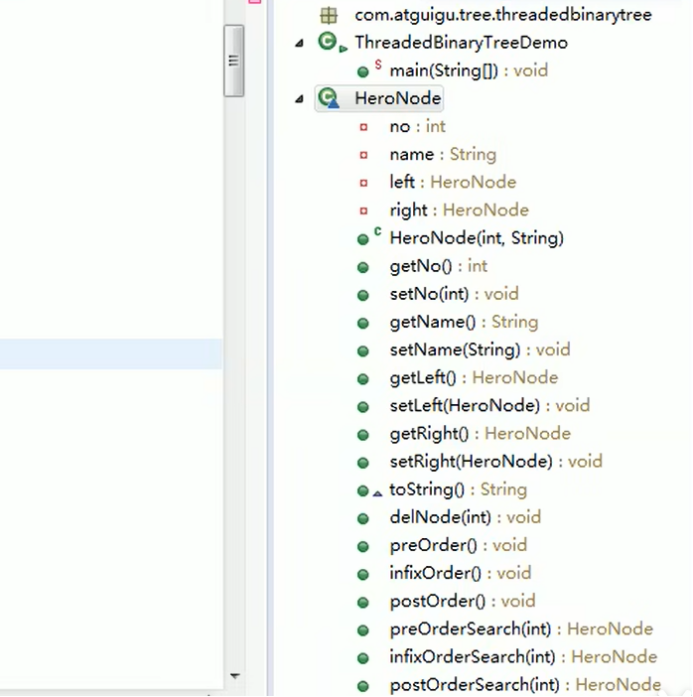 com.atguigu.tree.threadedbinarytree
ThreadedBinaryTreeDemo
main(String[]) : void
HeroNode
no : int
name : String
left : HeroNode
right : HeroNode
HeroNode(int, String)
getNo() : int
setNo(int) : void
getName() : String
setName(String) : void
getLeft() : HeroNode
setLeft(HeroNode) : void
getRight() : HeroNode
setRight(HeroNode) : void
toString() : String
delNode(int) : void
preOrder() : void
infixOrder() : void
postOrder() : void
preOrderSearch(int) : HeroNode
infixOrderSearch(int) : HeroNode
postOrderSearch(int) : HeroNode